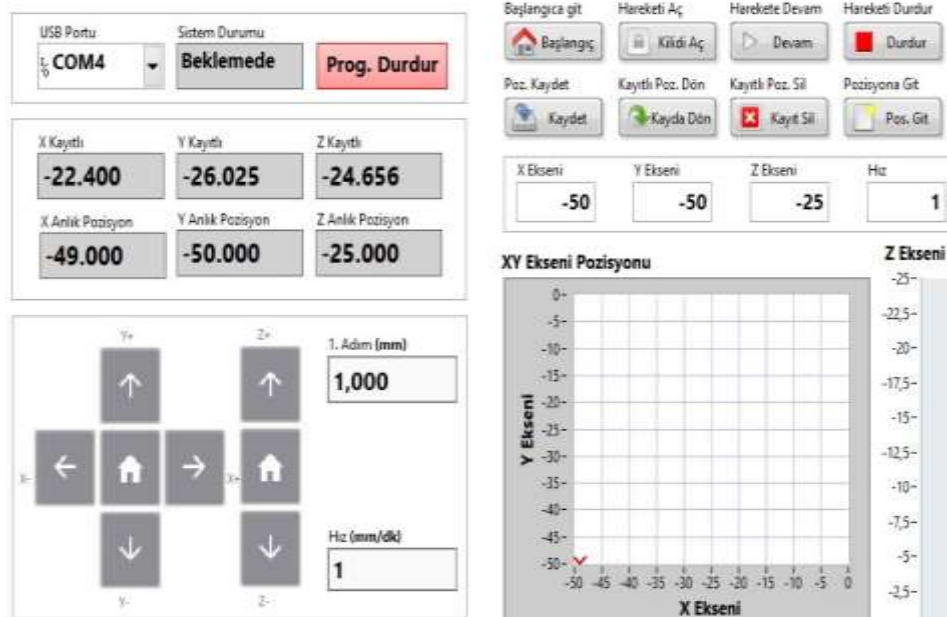 USB Portu
Sistem Durumu
COM4
Beklemede
Prog. Durdur
X Kayıtlı
Y Kayıtlı
Z Kayıtlı
-22.400
-26.025
-24.656
X Anlık Pozisyon
Y Anlık Pozisyon
Z Anlık Pozisyon
-49.000
-50.000
-25.000
Y+
Z+
1. Adım (mm)
1,000
X-
X+
Hız (mm/dk)
1
Y-
Z-
Başlangıca git
Hareketi Aç
Harekete Devam
Hareketi Durdur
Başlangıç
Kilidi Aç
Devam
Durdur
Poz. Kaydet
Kayıtlı Poz. Dön
Kayıtlı Poz. Sil
Pozisyona Git
Kaydet
Kayda Dön
Kayıt Sil
Pos. Git
X Ekseni
Y Ekseni
Z Ekseni
Hız
-50
-50
-25
1
XY Ekseni Pozisyonu
Z Ekseni
Y Ekseni
0-
-5-
-10-
-15-
-20-
-25-
-30-
-35-
-40-
-45-
-50-
-50 -45 -40 -35 -30 -25 -20 -15 -10 -5 0
X Ekseni
-25-
-22,5-
-20-
-17,5-
-15-
-12,5-
-10-
-7,5-
-5-
-2,5-